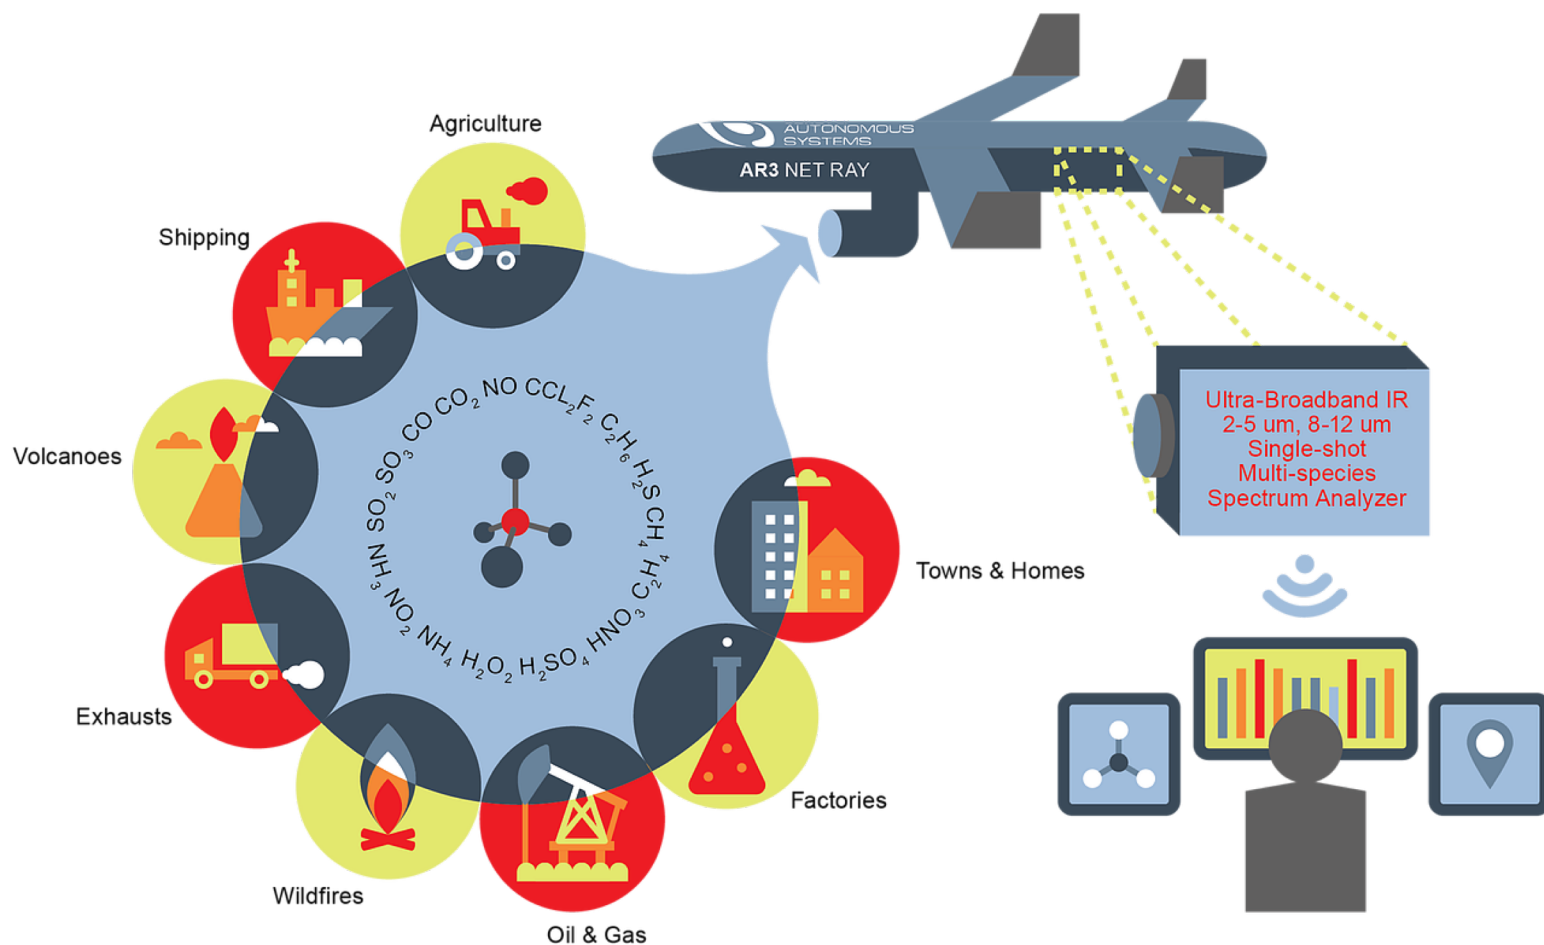 Agriculture
Shipping
Volcanoes
Exhausts
Wildfires
Oil & Gas
Factories
Towns & Homes
SO₂ SO₃ CO CO₂ NO CCL₂F₂ C₂H₆ H₂S CH₄
NH₃ NO₂ NH₄ H₂O₂ H₂SO₄ HNO₃ C₂H₄
AUTONOMOUS
SYSTEMS
AR3 NET RAY
Ultra-Broadband IR
2-5 um, 8-12 um
Single-shot
Multi-species
Spectrum Analyzer